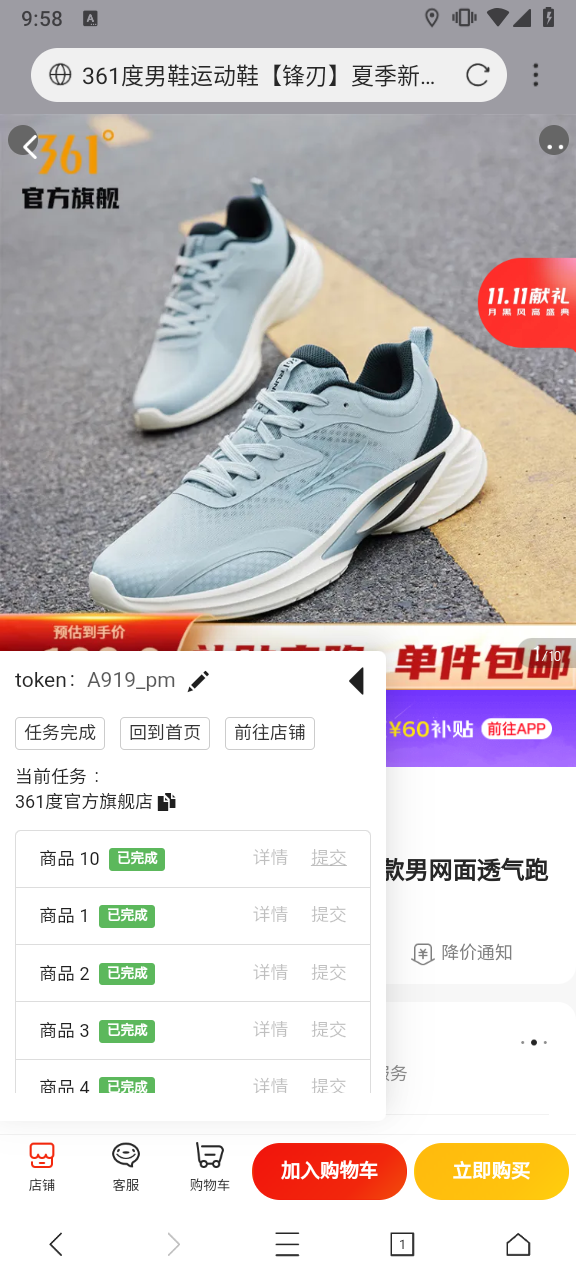 9:58
A
361度男鞋运动鞋【锋刃】夏季新...
361°
官方旗舰
11.11献礼
月黑风高盛典
预估到手价
单件包邮
1/10
token: A919_pm
¥60补贴 前往APP
任务完成 回到首页 前往店铺
当前任务：
361度官方旗舰店
商品 10 已完成 详情 提交
款男网面透气跑
商品 1 已完成 详情 提交
降价通知
商品 2 已完成 详情 提交
商品 3 已完成 详情 提交
服务
商品 4 已完成 详情 提交
店铺 客服 购物车 加入购物车 立即购买
1